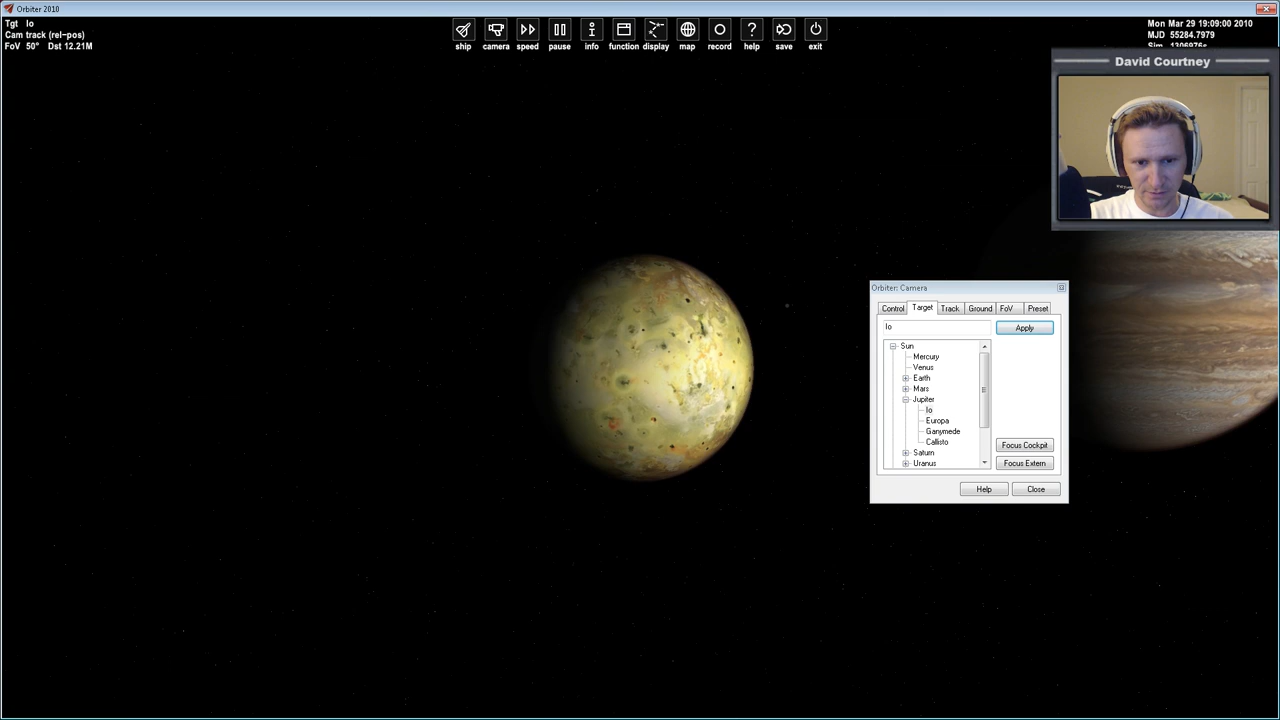 Orbiter 2010
Tgt Io
Cam track (rel-pos)
FoV 50° Dst 12.21M
ship camera speed pause info function display map record help save exit
Mon Mar 29 19:09:00 2010
MJD 55284.7979
Sim 1306976s
David Courtney
Orbiter: Camera
Control Target Track Ground FoV Preset
Io
Apply
Sun
Mercury
Venus
Earth
Mars
Jupiter
Io
Europa
Ganymede
Callisto
Saturn
Uranus
Focus Cockpit
Focus Extern
Help Close